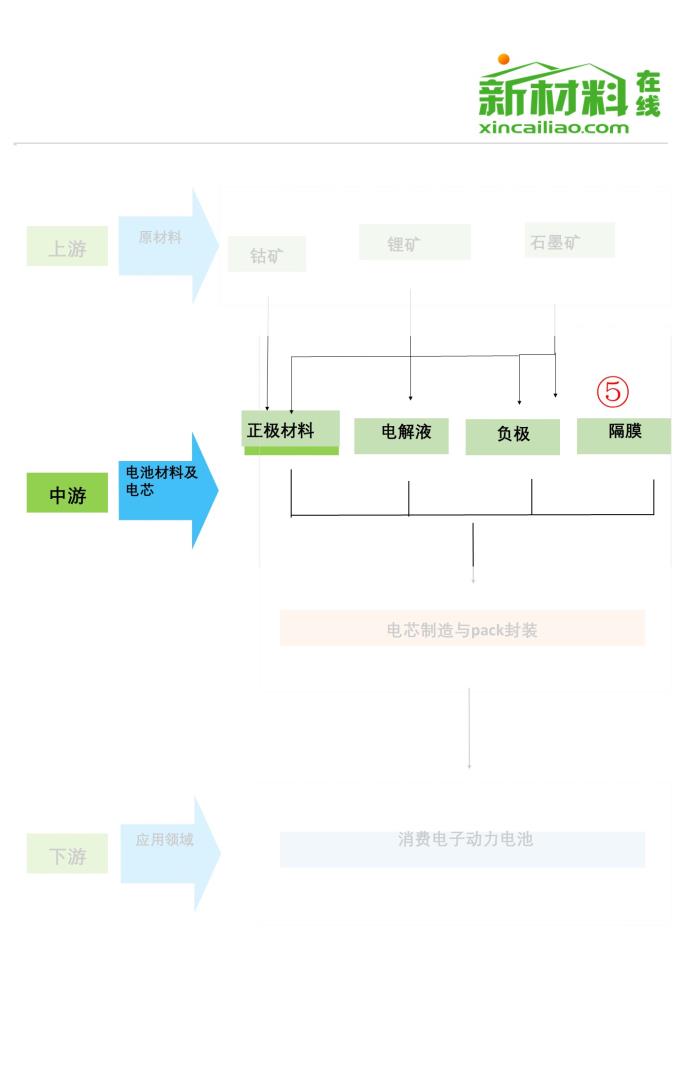 新材料在线
xincailiao.com
上游
原材料
钴矿
锂矿
石墨矿
⑤
正极材料
电解液
负极
隔膜
中游
电池材料及
电芯
电芯制造与pack封装
下游
应用领域
消费电子动力电池